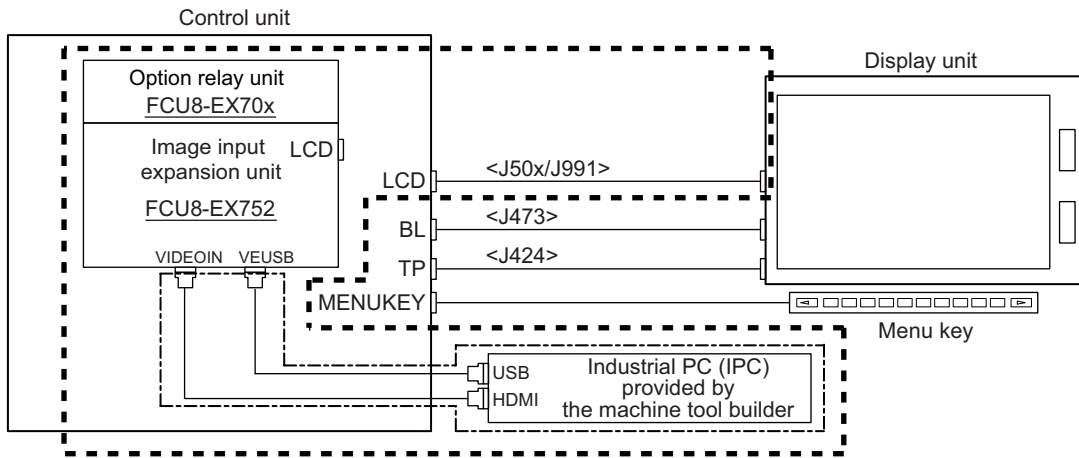 Control unit
Display unit
Option relay unit
FCU8-EX70x
Image input
expansion unit
LCD
FCU8-EX752
VIDEOIN
VEUSB
LCD
<J50x/J991>
BL
<J473>
TP
<J424>
MENUKEY
Menu key
USB
HDMI
Industrial PC (IPC)
provided by
the machine tool builder